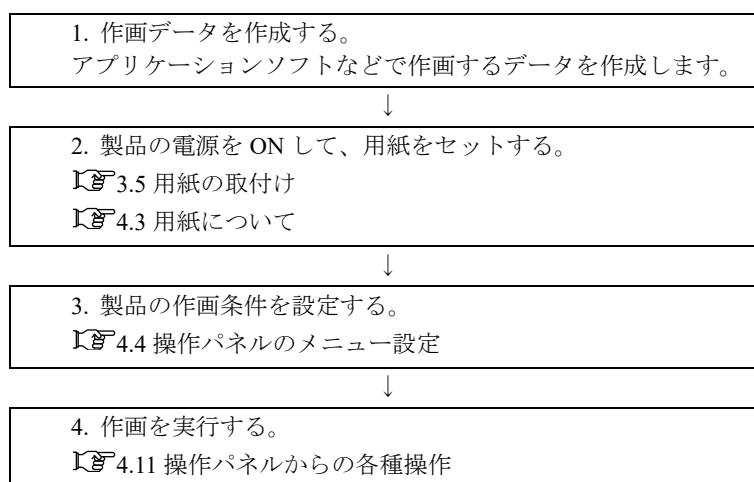 1. 作画データを作成する。
アプリケーションソフトなどで作画するデータを作成します。
↓
2. 製品の電源を ON して、用紙をセットする。
3.5 用紙の取付け
4.3 用紙について
↓
3. 製品の作画条件を設定する。
4.4 操作パネルのメニュー設定
↓
4. 作画を実行する。
4.11 操作パネルからの各種操作